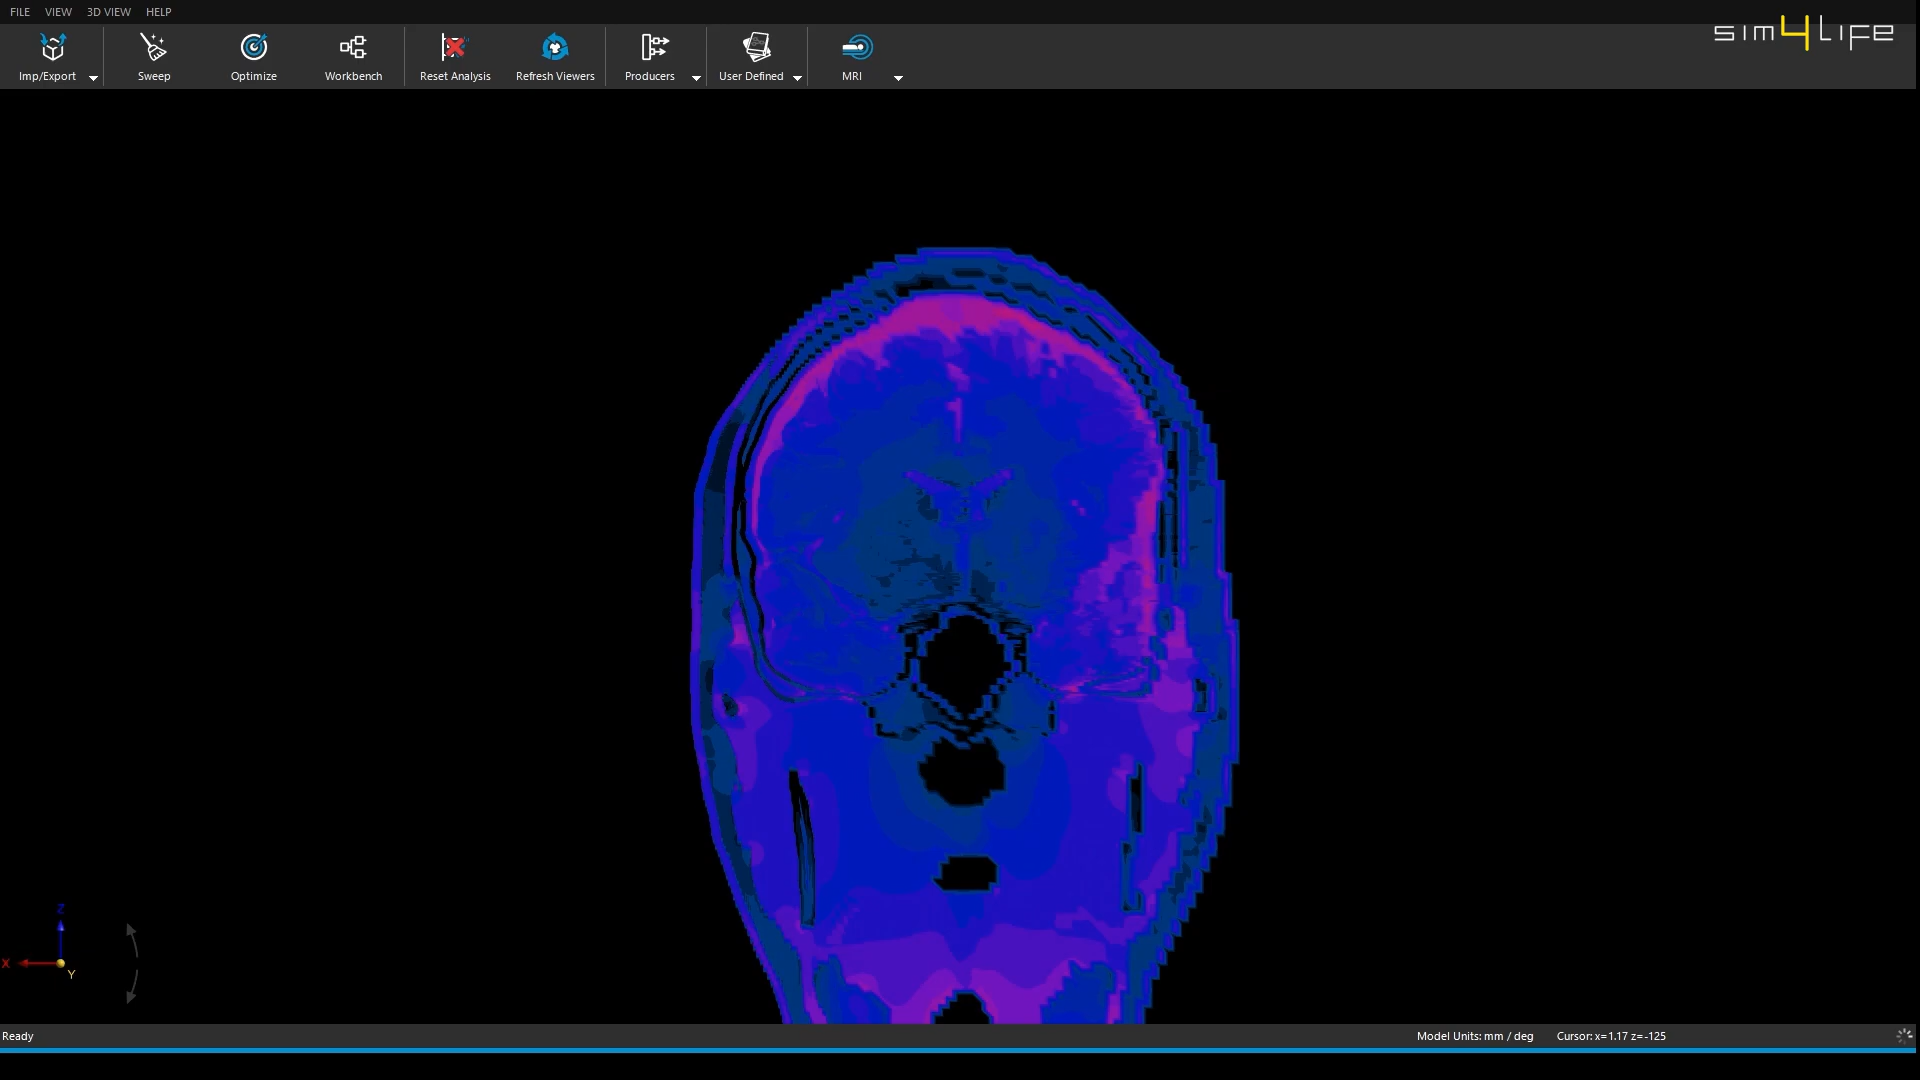 FILE VIEW 3D VIEW HELP
sim4Life
Imp/Export Sweep Optimize Workbench Reset Analysis Refresh Viewers Producers User Defined MRI
Z
X
Y
Ready Model Units: mm / deg Cursor: x=1.17 z=-125